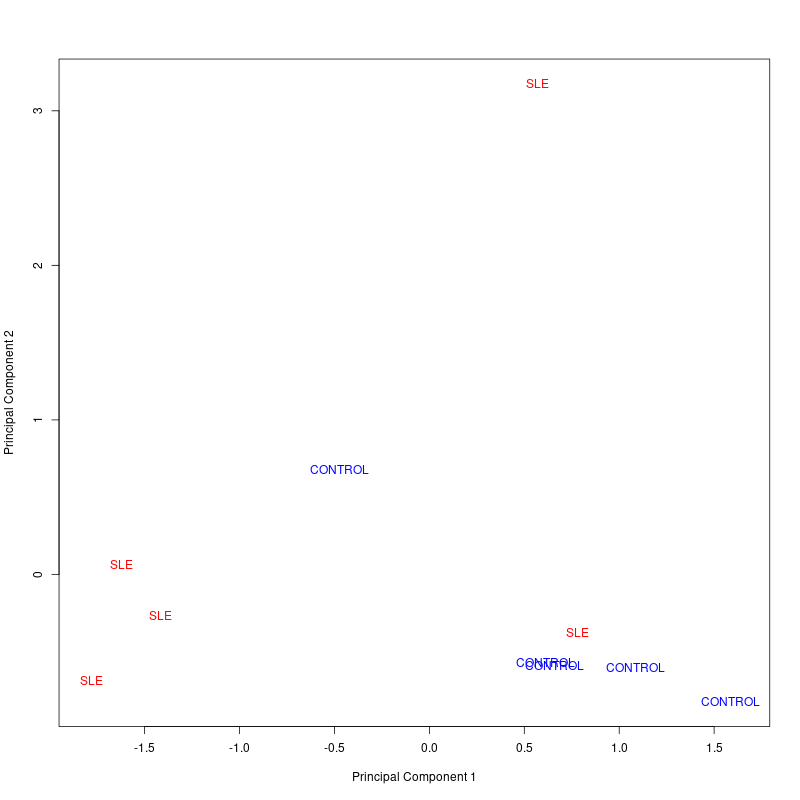 SLE
3
2
Principal Component 2
1
CONTROL
SLE
0
SLE
SLE
CONTROL
CONTROL
CONTROL
SLE
CONTROL
-1.5 -1.0 -0.5 0.0 0.5 1.0 1.5
Principal Component 1